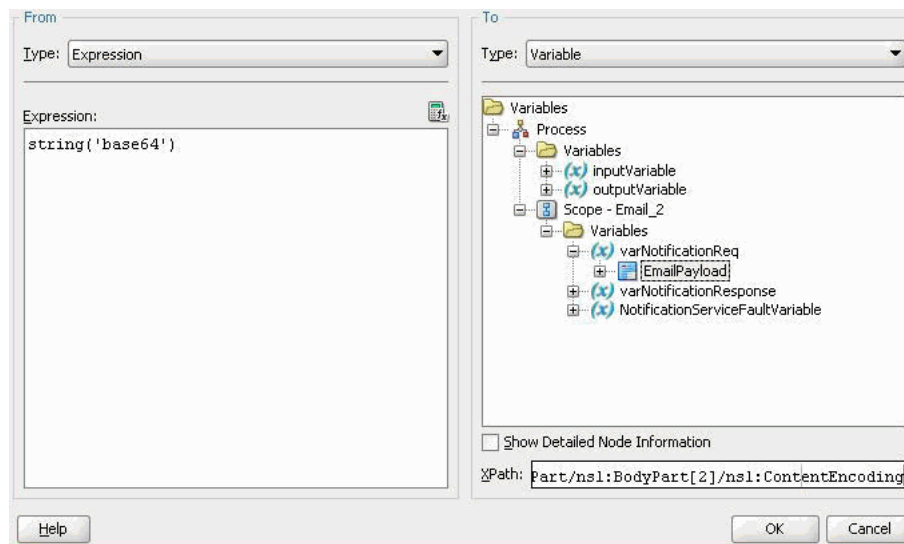 From
Type: Expression
Expression:
string('base64')
To
Type: Variable
Variables
Process
Variables
(x) inputVariable
(x) outputVariable
Scope - Email_2
Variables
(x) varNotificationReq
EmailPayload
(x) varNotificationResponse
(x) NotificationServiceFaultVariable
Show Detailed Node Information
XPath: Part/ns1:BodyPart[2]/ns1:ContentEncoding
Help
OK
Cancel